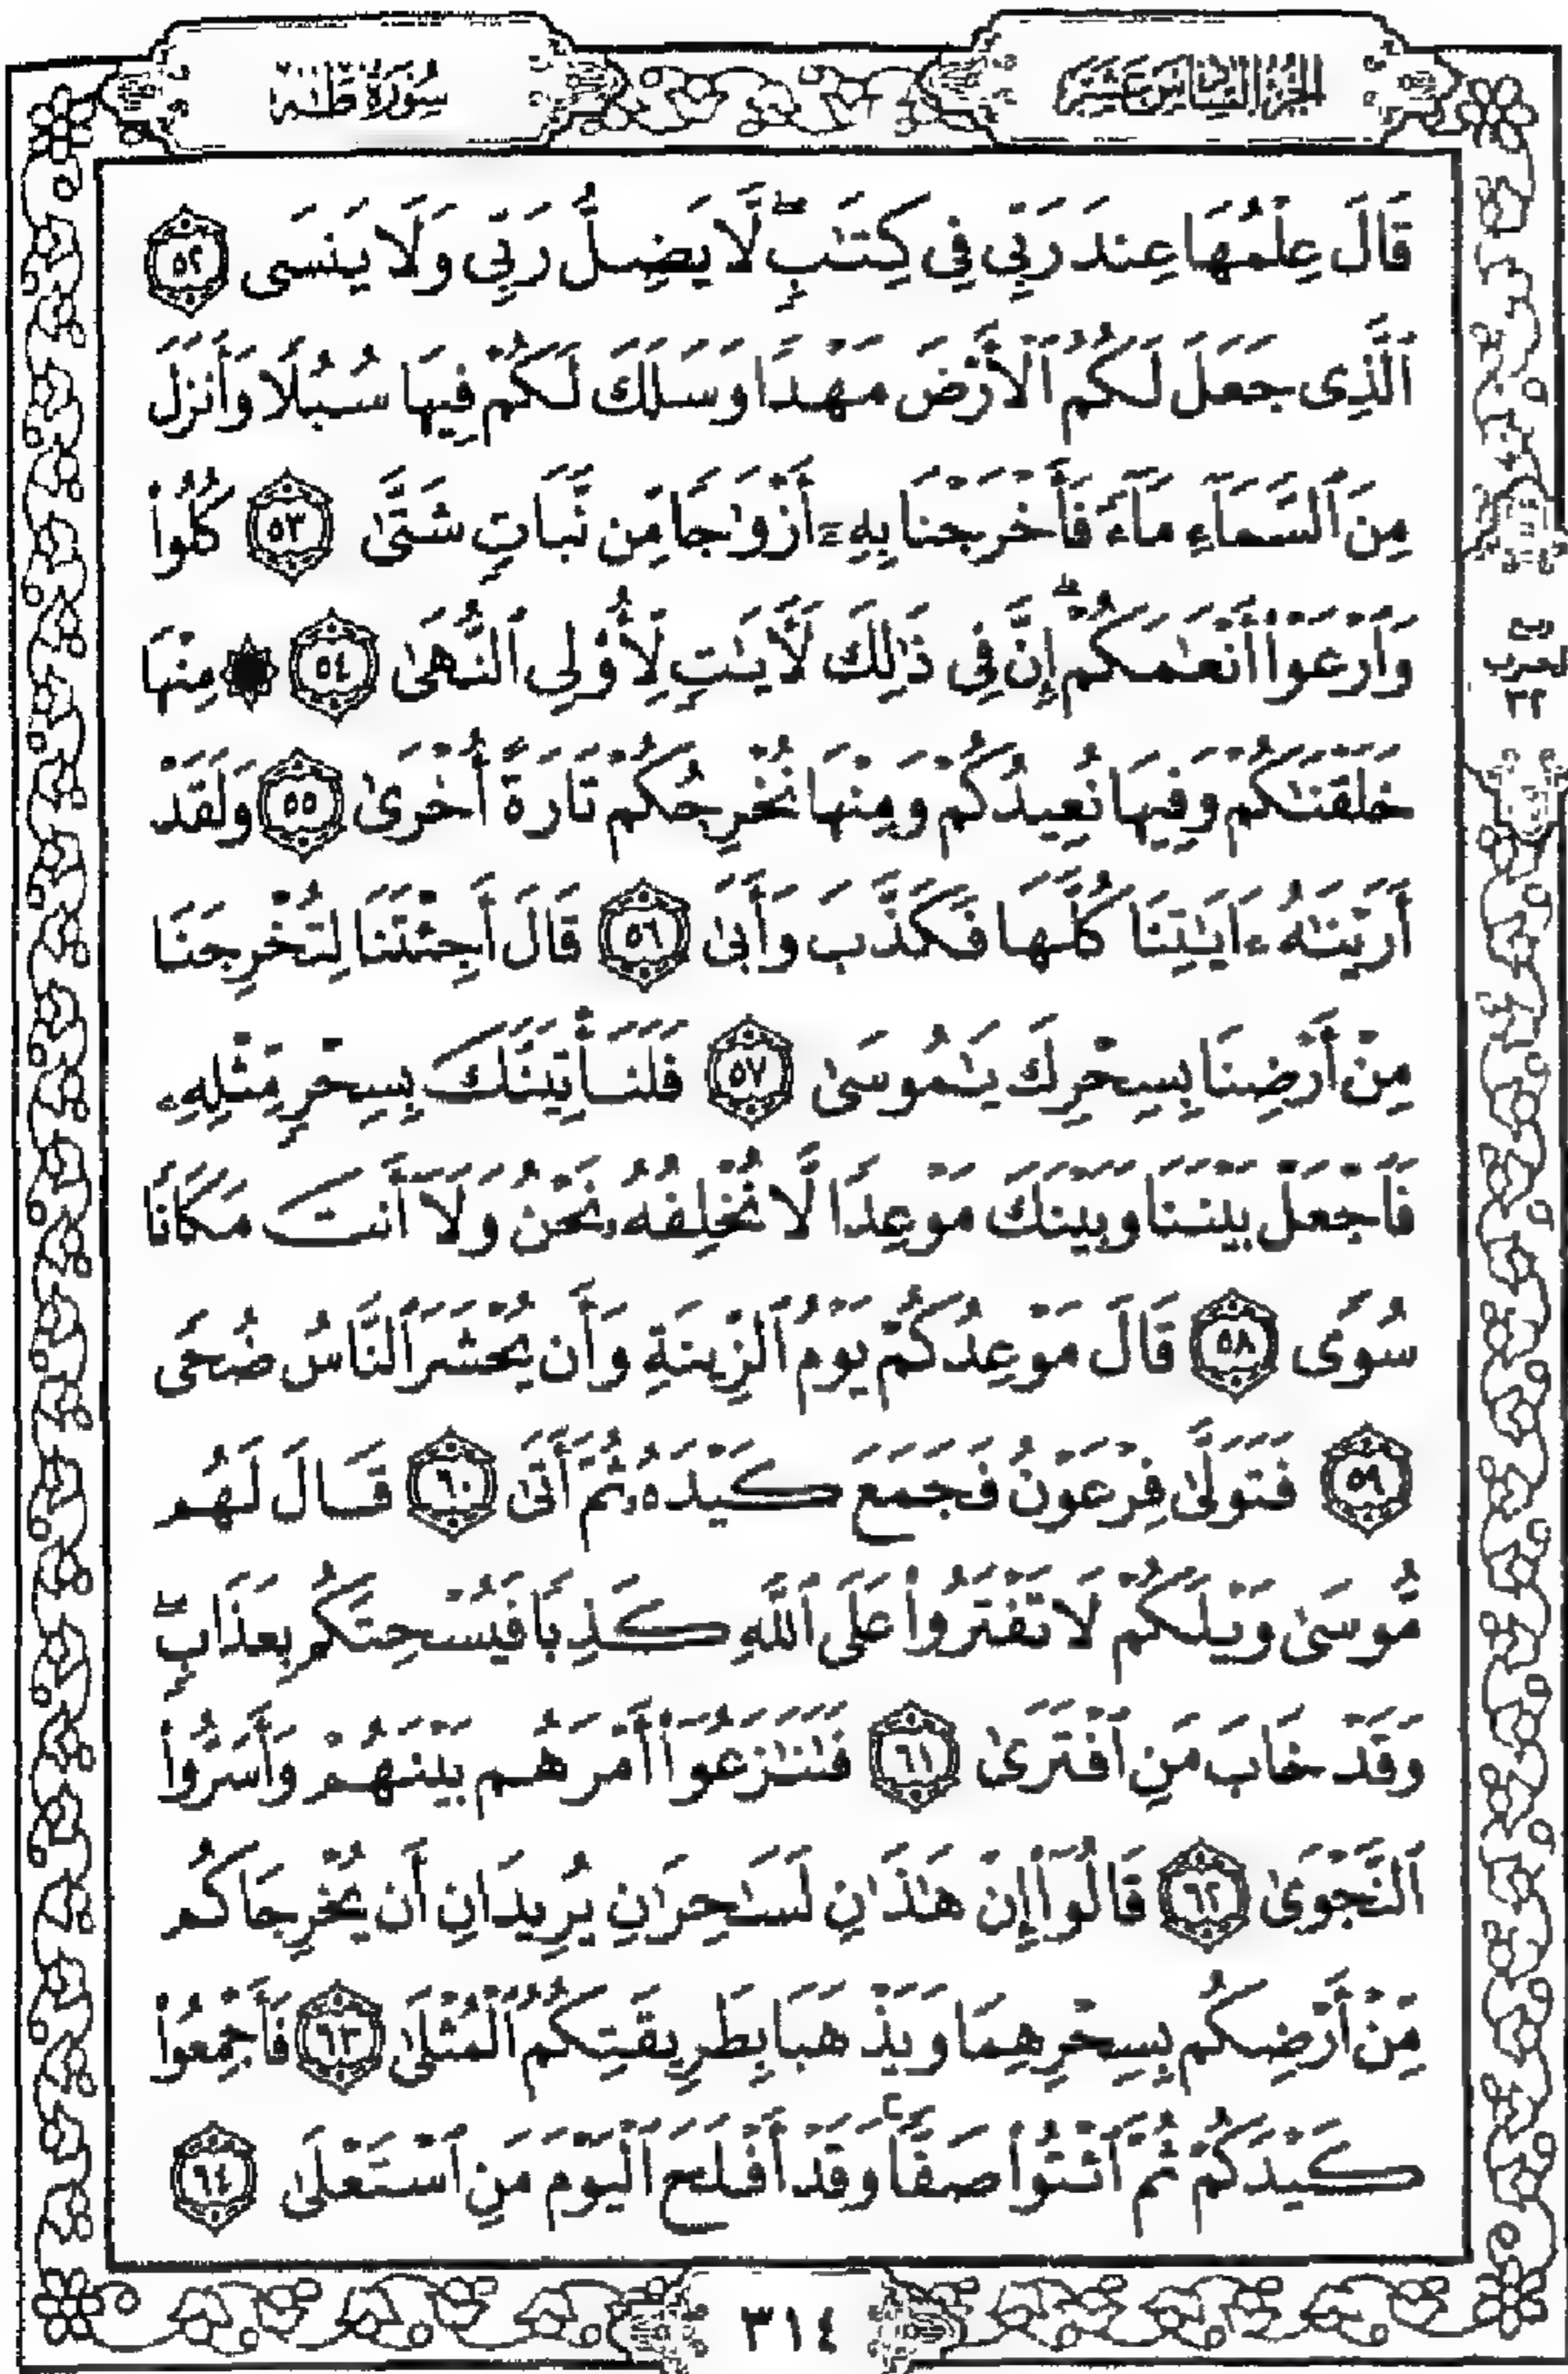 الجزء السادس عشر سورة طه
قَالَ عِلْمُهَا عِندَ رَبِّى فِى كِتَٰبٍ ۖ لَّا يَضِلُّ رَبِّى وَلَا يَنسَى ٥٢
ٱلَّذِى جَعَلَ لَكُمُ ٱلْأَرْضَ مَهْدًا وَسَلَكَ لَكُمْ فِيهَا سُبُلًا وَأَنزَلَ
مِنَ ٱلسَّمَآءِ مَآءً فَأَخْرَجْنَا بِهِۦٓ أَزْوَٰجًا مِّن نَّبَاتٍ شَتَّىٰ ٥٣ كُلُوا۟
وَٱرْعَوْا۟ أَنْعَٰمَكُمْ ۗ إِنَّ فِى ذَٰلِكَ لَءَايَٰتٍ لِّأُو۟لِى ٱلنُّهَىٰ ٥٤ ۞ مِنْهَا
خَلَقْنَٰكُمْ وَفِيهَا نُعِيدُكُمْ وَمِنْهَا نُخْرِجُكُمْ تَارَةً أُخْرَىٰ ٥٥ وَلَقَدْ
أَرَيْنَٰهُ ءَايَٰتِنَا كُلَّهَا فَكَذَّبَ وَأَبَىٰ ٥٦ قَالَ أَجِئْتَنَا لِتُخْرِجَنَا
مِنْ أَرْضِنَا بِسِحْرِكَ يَٰمُوسَىٰ ٥٧ فَلَنَأْتِيَنَّكَ بِسِحْرٍ مِّثْلِهِۦ
فَٱجْعَلْ بَيْنَنَا وَبَيْنَكَ مَوْعِدًا لَّا نُخْلِفُهُۥ نَحْنُ وَلَآ أَنتَ مَكَانًا
سُوًى ٥٨ قَالَ مَوْعِدُكُمْ يَوْمُ ٱلزِّينَةِ وَأَن يُحْشَرَ ٱلنَّاسُ ضُحًى
٥٩ فَتَوَلَّىٰ فِرْعَوْنُ فَجَمَعَ كَيْدَهُۥ ثُمَّ أَتَىٰ ٦٠ قَالَ لَهُم
مُّوسَىٰ وَيْلَكُمْ لَا تَفْتَرُوا۟ عَلَى ٱللَّهِ كَذِبًا فَيُسْحِتَكُم بِعَذَابٍ ۖ
وَقَدْ خَابَ مَنِ ٱفْتَرَىٰ ٦١ فَتَنَٰزَعُوٓا۟ أَمْرَهُم بَيْنَهُمْ وَأَسَرُّوا۟
ٱلنَّجْوَىٰ ٦٢ قَالُوٓا۟ إِنْ هَٰذَٰنِ لَسَٰحِرَٰنِ يُرِيدَانِ أَن يُخْرِجَاكُم
مِّنْ أَرْضِكُم بِسِحْرِهِمَا وَيَذْهَبَا بِطَرِيقَتِكُمُ ٱلْمُثْلَىٰ ٦٣ فَأَجْمِعُوا۟
كَيْدَكُمْ ثُمَّ ٱئْتُوا۟ صَفًّا ۚ وَقَدْ أَفْلَحَ ٱلْيَوْمَ مَنِ ٱسْتَعْلَىٰ ٦٤
٣١٤